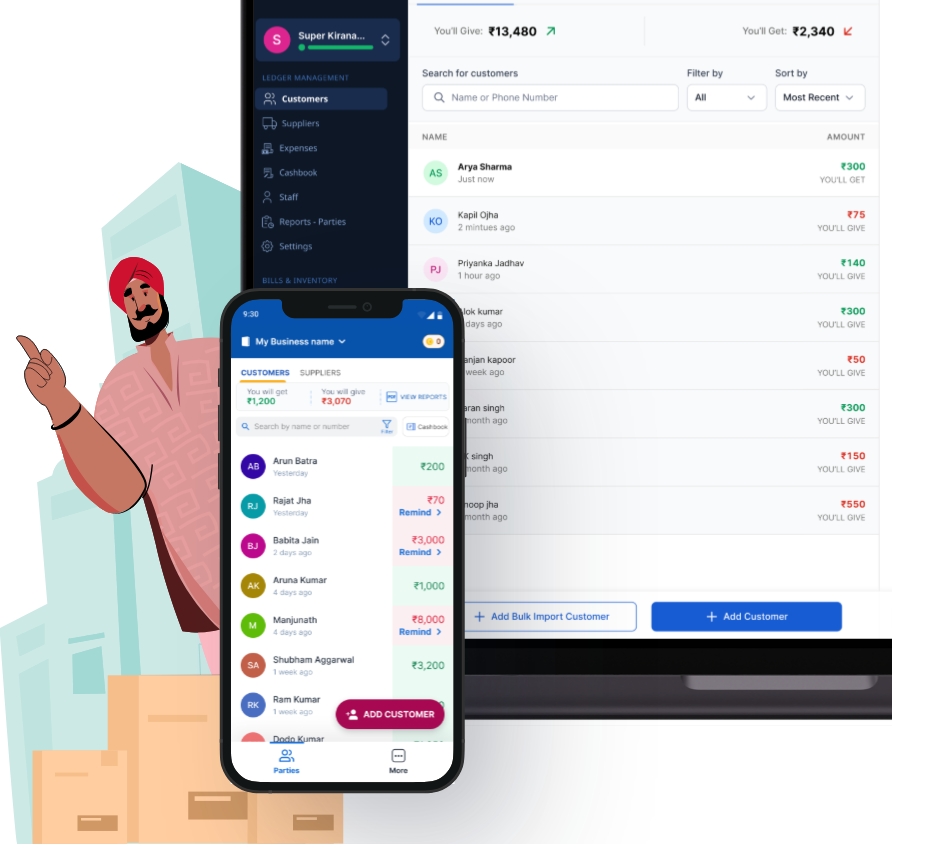 S
Super Kirana...
LEDGER MANAGEMENT
Customers
Suppliers
Expenses
Cashbook
Staff
Reports - Parties
Settings
BILLS & INVENTORY
You'll Give: ₹13,480
You'll Get: ₹2,340
Search for customers
Filter by
Sort by
Name or Phone Number
All
Most Recent
NAME
AMOUNT
AS
Arya Sharma
Just now
₹300
YOU'LL GET
KO
Kapil Ojha
2 mintues ago
₹75
YOU'LL GIVE
PJ
Priyanka Jadhav
1 hour ago
₹140
YOU'LL GIVE
lok kumar
days ago
₹300
YOU'LL GIVE
anjan kapoor
week ago
₹50
YOU'LL GIVE
aran singh
month ago
₹300
YOU'LL GIVE
K singh
month ago
₹150
YOU'LL GIVE
noop jha
month ago
₹550
YOU'LL GIVE
Add Bulk Import Customer
Add Customer
9:30
My Business name
0
CUSTOMERS
SUPPLIERS
You will get
₹1,200
You will give
₹3,070
VIEW REPORTS
Search by name or number
Filter
Cashbook
AB
Arun Batra
Yesterday
₹200
RJ
Rajat Jha
Yesterday
₹70
Remind
BJ
Babita Jain
2 days ago
₹3,000
Remind
AK
Aruna Kumar
4 days ago
₹1,000
M
Manjunath
4 days ago
₹8,000
Remind
SA
Shubham Aggarwal
1 week ago
₹3,200
RK
Ram Kumar
1 week ago
ADD CUSTOMER
Dodo Kumar
Parties
More